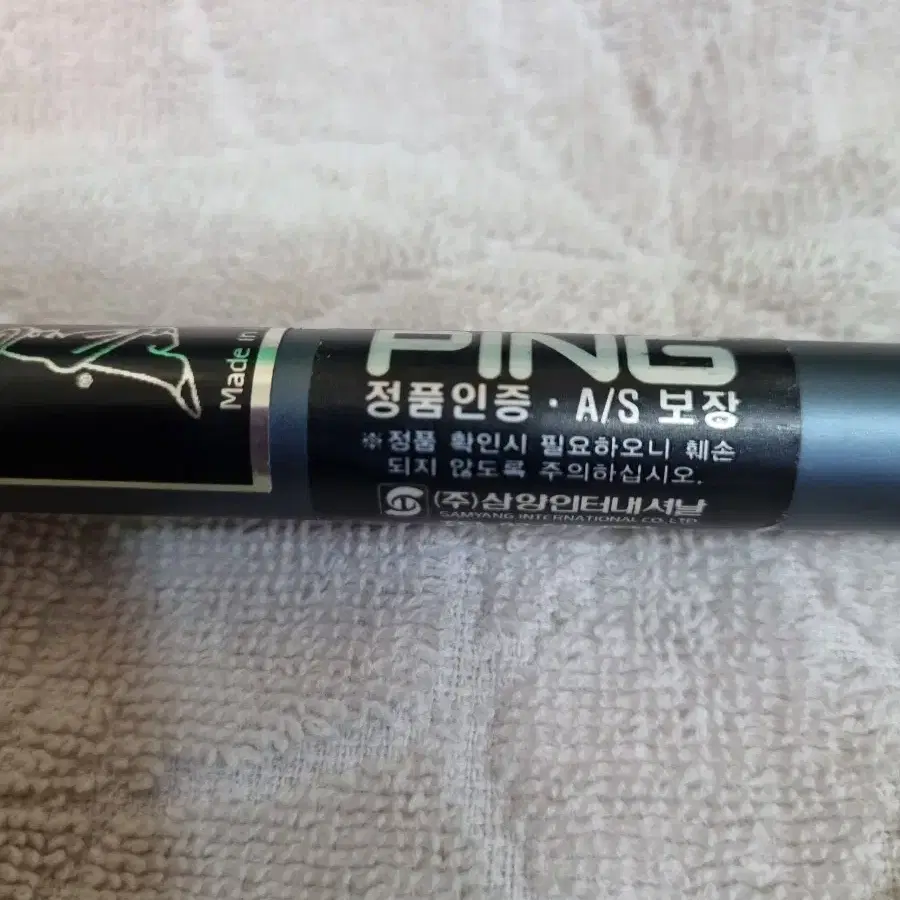 Made in
PING
정품인증 · A/S 보장
※정품 확인시 필요하오니 훼손
되지 않도록 주의하십시오.
(주)삼양인터내셔날
SAMYANG INTERNATIONAL CO., LTD.